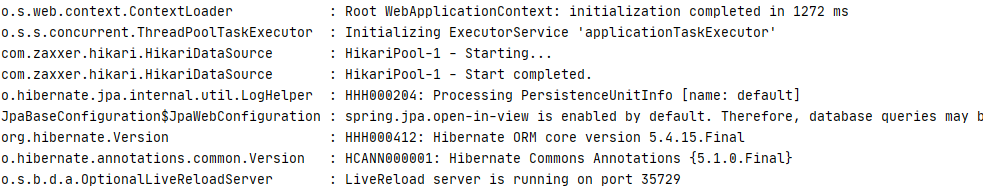 o.s.web.context.ContextLoader : Root WebApplicationContext: initialization completed in 1272 ms
o.s.s.concurrent.ThreadPoolTaskExecutor : Initializing ExecutorService 'applicationTaskExecutor'
com.zaxxer.hikari.HikariDataSource : HikariPool-1 - Starting...
com.zaxxer.hikari.HikariDataSource : HikariPool-1 - Start completed.
o.hibernate.jpa.internal.util.LogHelper : HHH000204: Processing PersistenceUnitInfo [name: default]
JpaBaseConfiguration$JpaWebConfiguration : spring.jpa.open-in-view is enabled by default. Therefore, database queries may b
org.hibernate.Version : HHH000412: Hibernate ORM core version 5.4.15.Final
o.hibernate.annotations.common.Version : HCANN000001: Hibernate Commons Annotations {5.1.0.Final}
o.s.b.d.a.OptionalLiveReloadServer : LiveReload server is running on port 35729